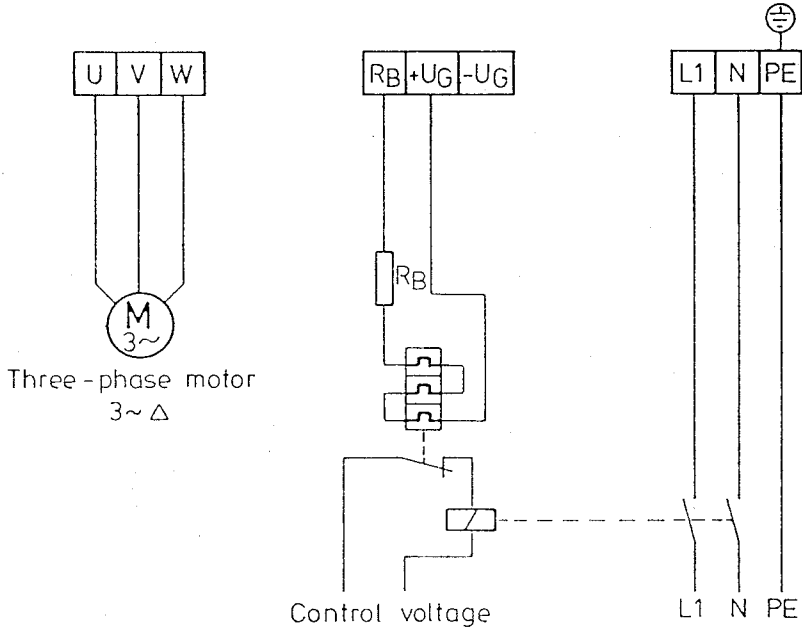 U V W
RB +UG -UG
L1 N PE
RB
M
3~
Three-phase motor
3~ Δ
Control voltage
L1 N PE